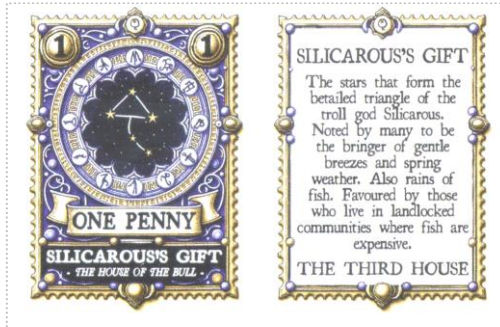 1 1
ONE PENNY
SILICAROUS'S GIFT
- THE HOUSE OF THE BULL -
SILICAROUS'S GIFT
The stars that form the
betailed triangle of the
troll god Silicarous.
Noted by many to be
the bringer of gentle
breezes and spring
weather. Also rains of
fish. Favoured by those
who live in landlocked
communities where fish are
expensive.
THE THIRD HOUSE